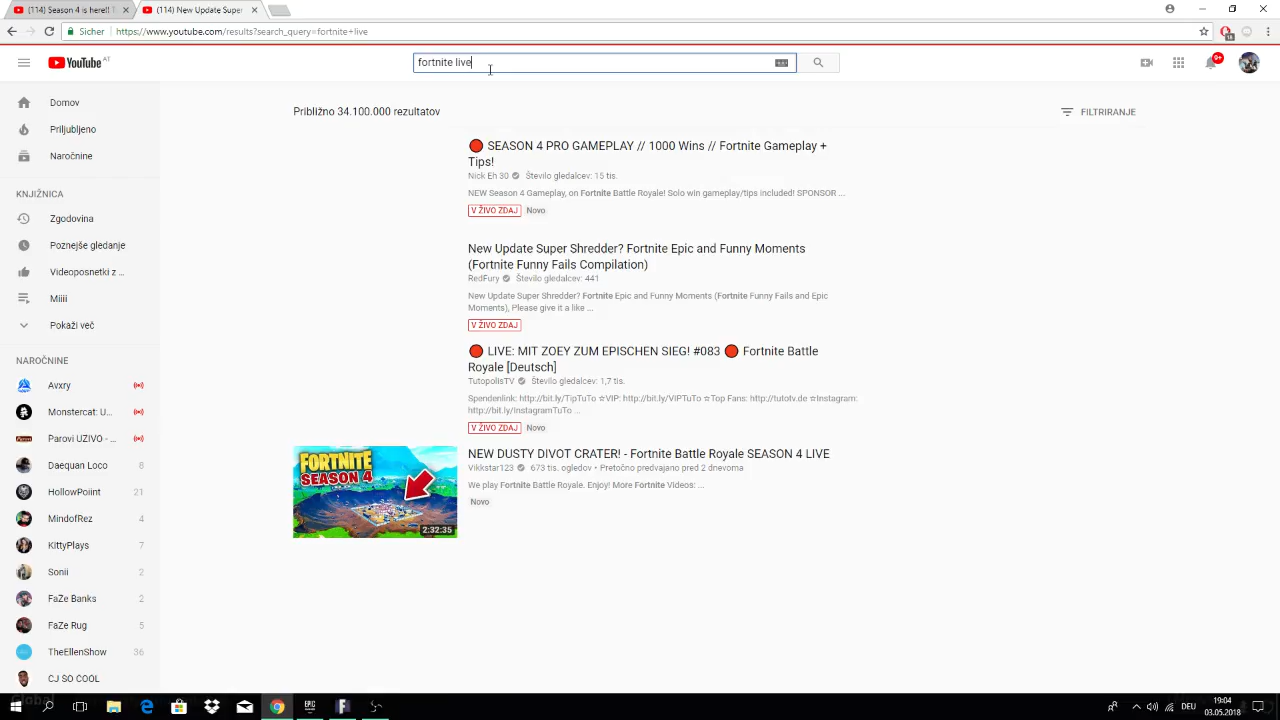 (114) Season 4 is here!! T
(114) New Update Super
Sicher
https://www.youtube.com/results?search_query=fortnite+live
YouTube AT
fortnite live
9+
Domov
Priljubljeno
Naročnine
KNJIŽNICA
Zgodovina
Poznejše gledanje
Videoposnetki z ...
Miiii
Pokaži več
NAROČNINE
Avxry
Monstercat: U...
Parovi UZIVO - ...
Daequan Loco 8
HollowPoiint 21
MindofRez 4
KittyPlays 7
Sonii 2
FaZe Banks 2
FaZe Rug 5
TheEllenShow 36
CJ SO COOL
Približno 34.100.000 rezultatov
FILTRIRANJE
SEASON 4 PRO GAMEPLAY // 1000 Wins // Fortnite Gameplay +
Tips!
Nick Eh 30 Število gledalcev: 15 tis.
NEW Season 4 Gameplay, on Fortnite Battle Royale! Solo win gameplay/tips included! SPONSOR ...
V ŽIVO ZDAJ Novo
New Update Super Shredder? Fortnite Epic and Funny Moments
(Fortnite Funny Fails Compilation)
RedFury Število gledalcev: 441
New Update Super Shredder? Fortnite Epic and Funny Moments (Fortnite Funny Fails and Epic
Moments), Please give it a like ...
V ŽIVO ZDAJ
LIVE: MIT ZOEY ZUM EPISCHEN SIEG! #083 Fortnite Battle
Royale [Deutsch]
TutopolisTV Število gledalcev: 1,7 tis.
Spendenlink: http://bit.ly/TipTuTo ☆VIP: http://bit.ly/VIPTuTo ☆Top Fans: http://tutotv.de ☆Instagram:
http://bit.ly/InstagramTuTo ...
V ŽIVO ZDAJ Novo
FORTNITE
SEASON 4
2:32:35
NEW DUSTY DIVOT CRATER! - Fortnite Battle Royale SEASON 4 LIVE
Vikkstar123 673 tis. ogledov • Pretočno predvajano pred 2 dnevoma
We play Fortnite Battle Royale. Enjoy! More Fortnite Videos: ...
Novo
Global
EPIC
DEU
19:04
03.05.2018